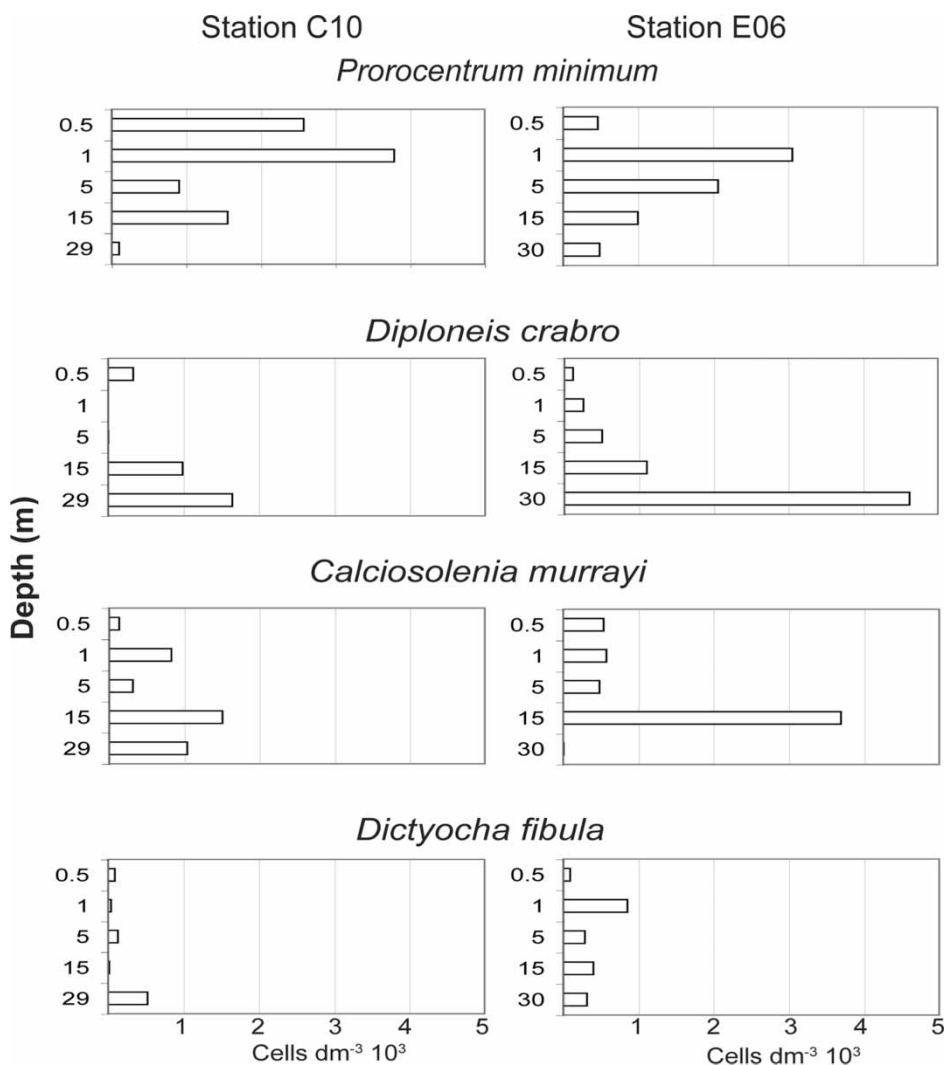 Station C10 Station E06
Prorocentrum minimum
0.5 0.5
1 1
5 5
15 15
29 30
Diploneis crabro
0.5 0.5
1 1
5 5
15 15
29 30
Depth (m)
Calciosolenia murrayi
0.5 0.5
1 1
5 5
15 15
29 30
Dictyocha fibula
0.5 0.5
1 1
5 5
15 15
29 30
1 2 3 4 5 1 2 3 4 5
Cells dm⁻³ 10³ Cells dm⁻³ 10³